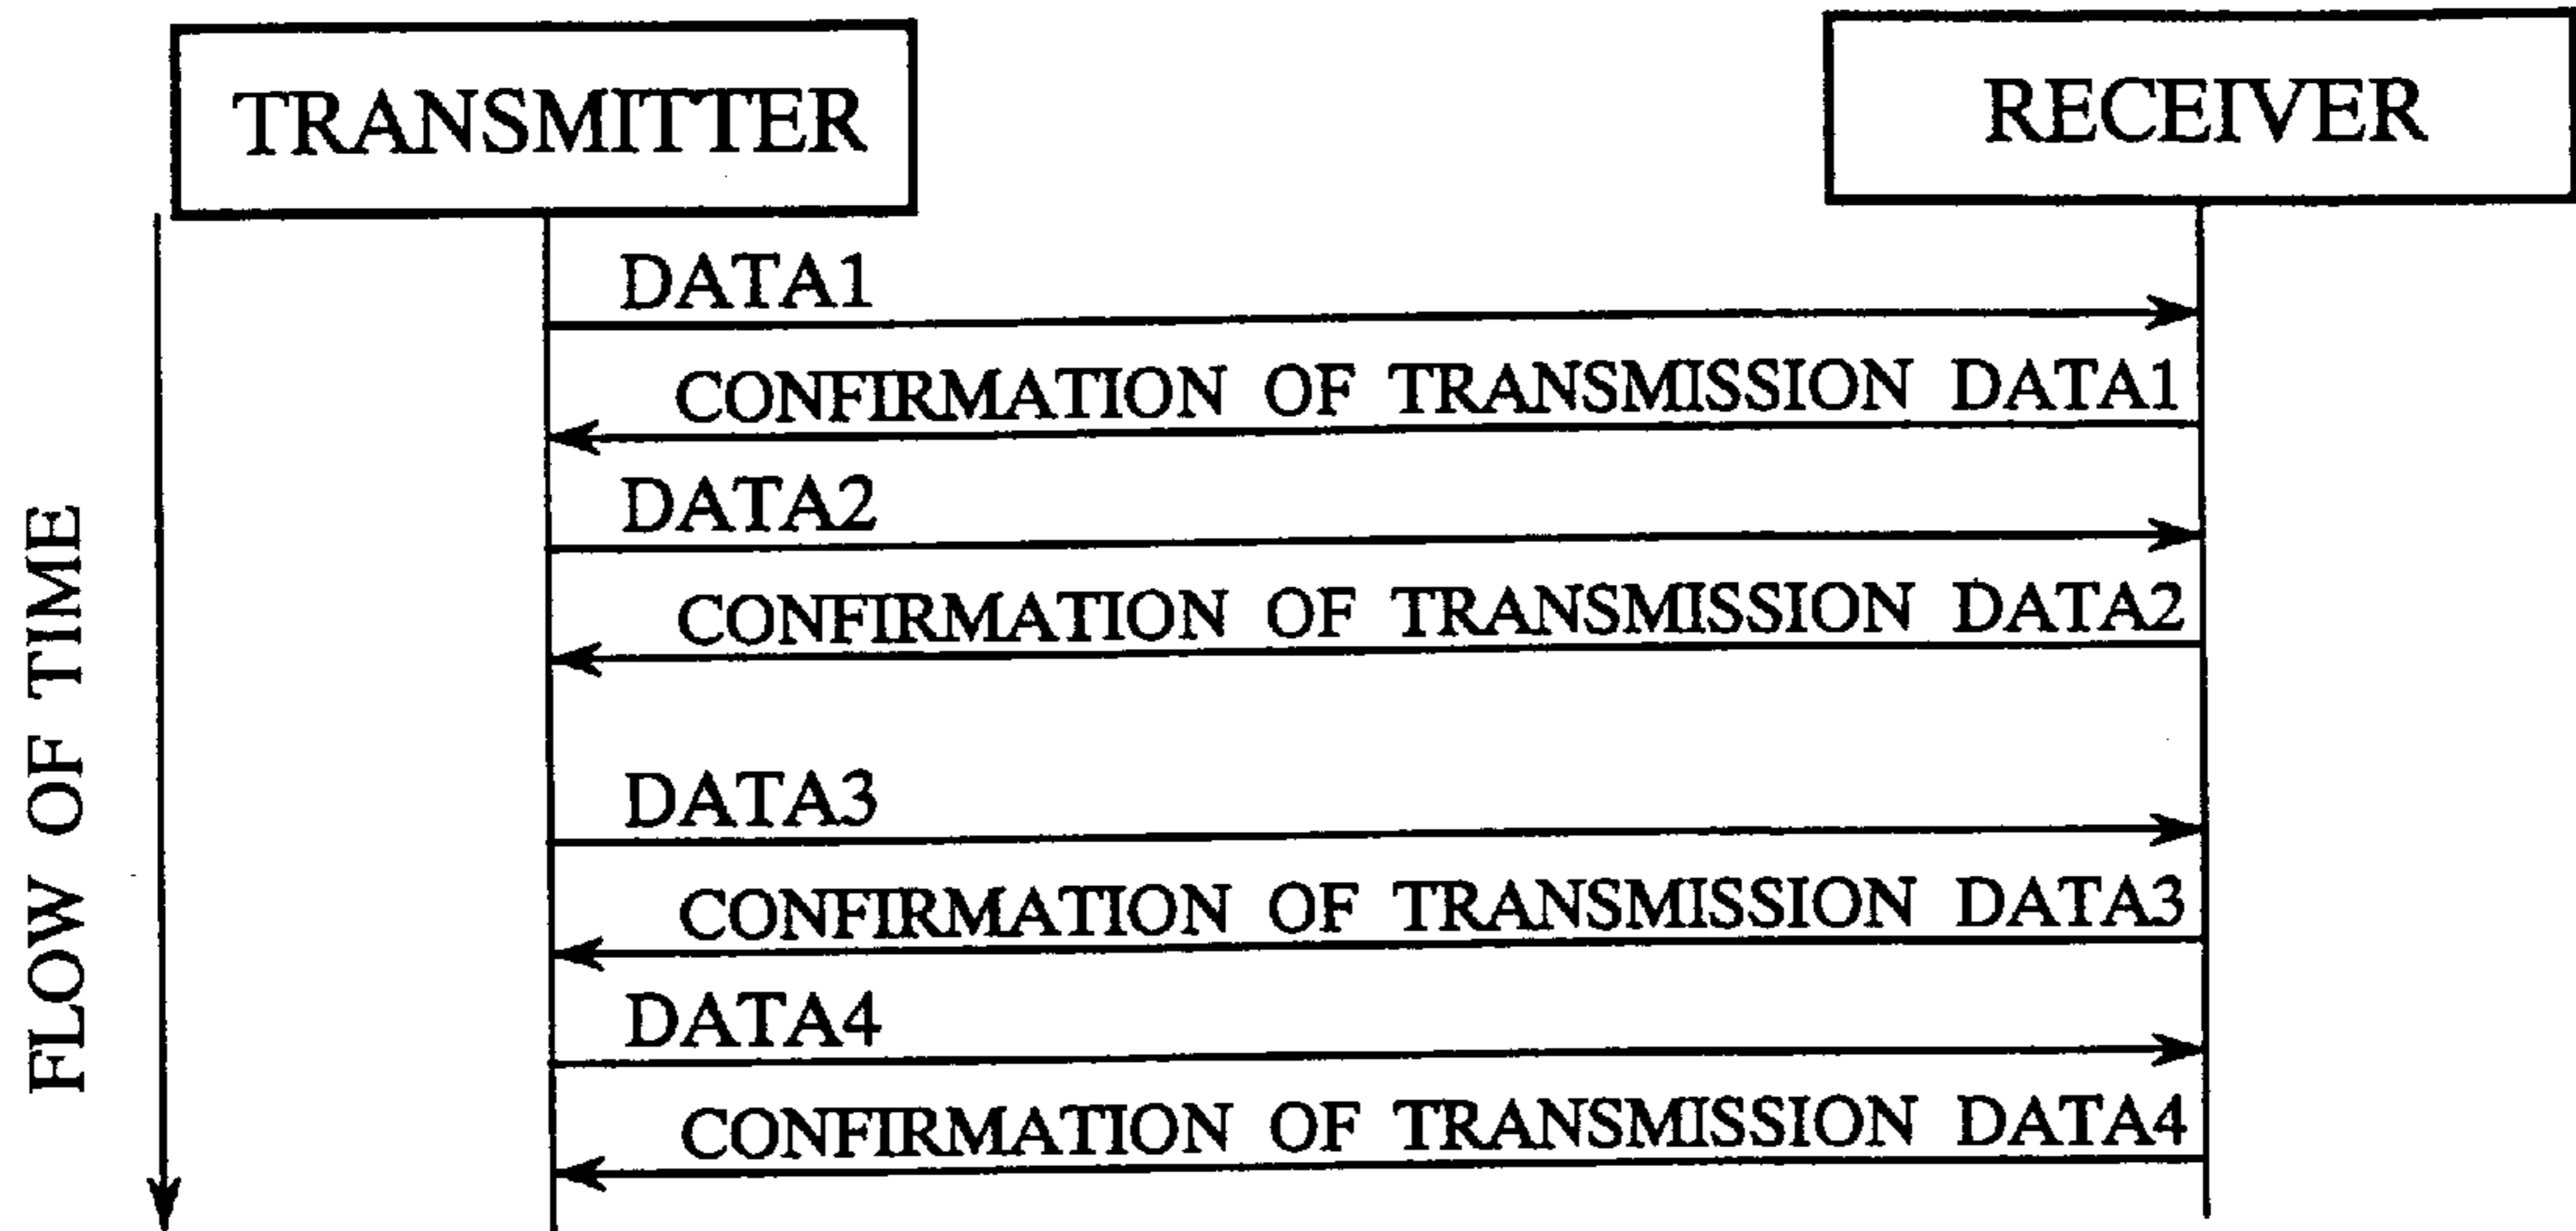 TRANSMITTER
RECEIVER
FLOW OF TIME
DATA1
CONFIRMATION OF TRANSMISSION DATA1
DATA2
CONFIRMATION OF TRANSMISSION DATA2
DATA3
CONFIRMATION OF TRANSMISSION DATA3
DATA4
CONFIRMATION OF TRANSMISSION DATA4